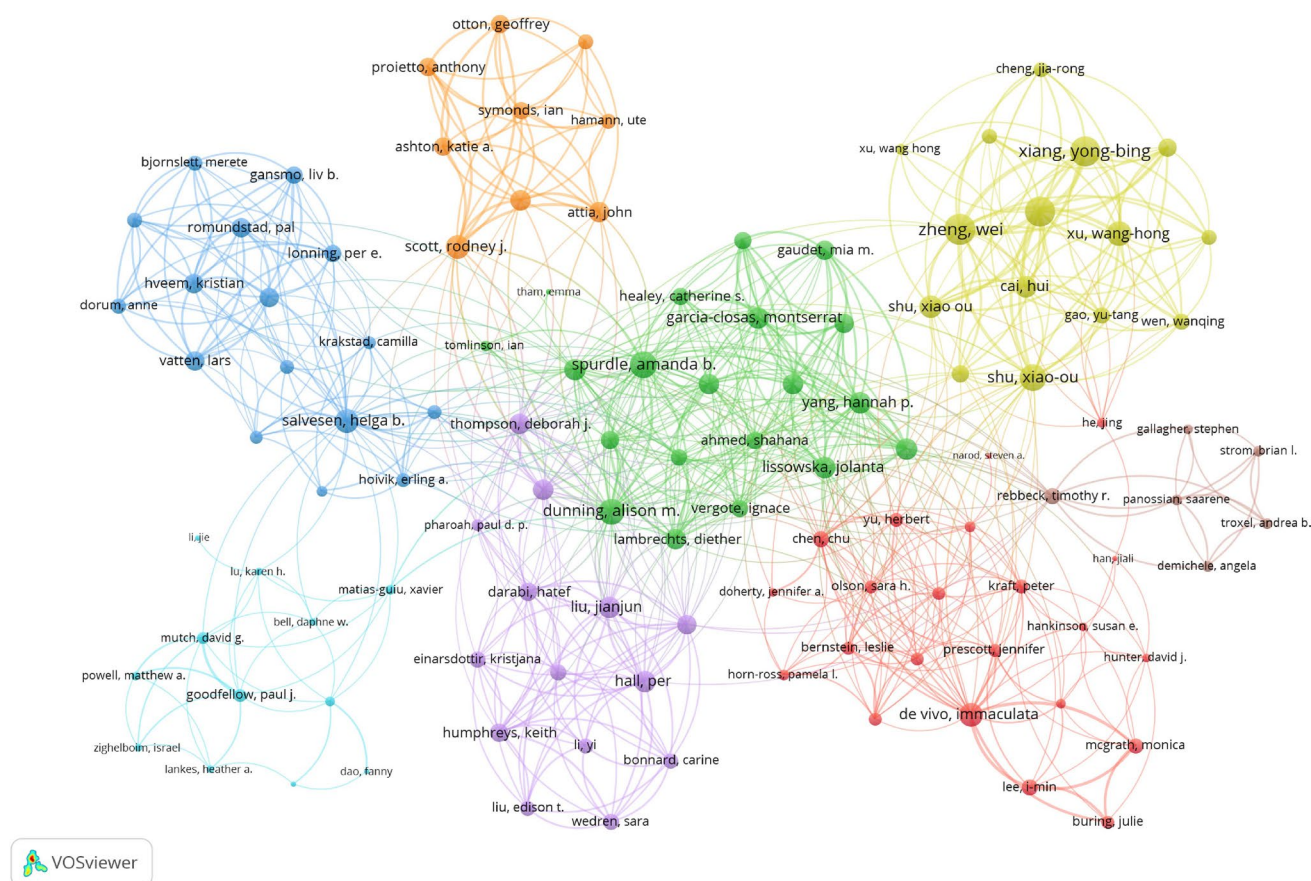 otton, geoffrey
proietto, anthony
cheng, jia-rong
symonds, ian
hamann, ute
ashton, katie a.
xu, wang hong
xiang, yong-bing
bjornslett, merete
gansmo, liv b.
attia, john
romundstad, pal
zheng, wei
xu, wang-hong
scott, rodney j.
gaudet, mia m.
lonning, per e.
hveem, kristian
cai, hui
tham, emma
healey, catherine s.
dorum, anne
shu, xiao ou
gao, yu-tang
wen, wanqing
garcia-closas, montserrat
krakstad, camilla
tomlinson, ian
vatten, lars
spurdle, amanda b.
shu, xiao-ou
yang, hannah p.
salvesen, helga b.
thompson, deborah j.
he, jing
gallagher, stephen
ahmed, shahana
strom, brian l.
narod, steven a.
lissowska, jolanta
hoivik, erling a.
rebbeck, timothy r.
panossian, saarene
dunning, alison m.
vergote, ignace
yu, herbert
troxel, andrea b.
pharoah, paul d. p.
li, jie
lambrechts, diether
chen, chu
han, jiali
demichele, angela
lu, karen h.
matias-guiu, xavier
darabi, hatef
liu, jianjun
doherty, jennifer a.
olson, sara h.
kraft, peter
bell, daphne w.
hankinson, susan e.
mutch, david g.
bernstein, leslie
prescott, jennifer
einarsdottir, kristjana
hunter, david j.
powell, matthew a.
horn-ross, pamela l.
hall, per
goodfellow, paul j.
de vivo, immaculata
humphreys, keith
zighelboim, israel
li, yi
mcgrath, monica
bonnard, carine
lankes, heather a.
dao, fanny
lee, i-min
liu, edison t.
wedren, sara
buring, julie
VOSviewer